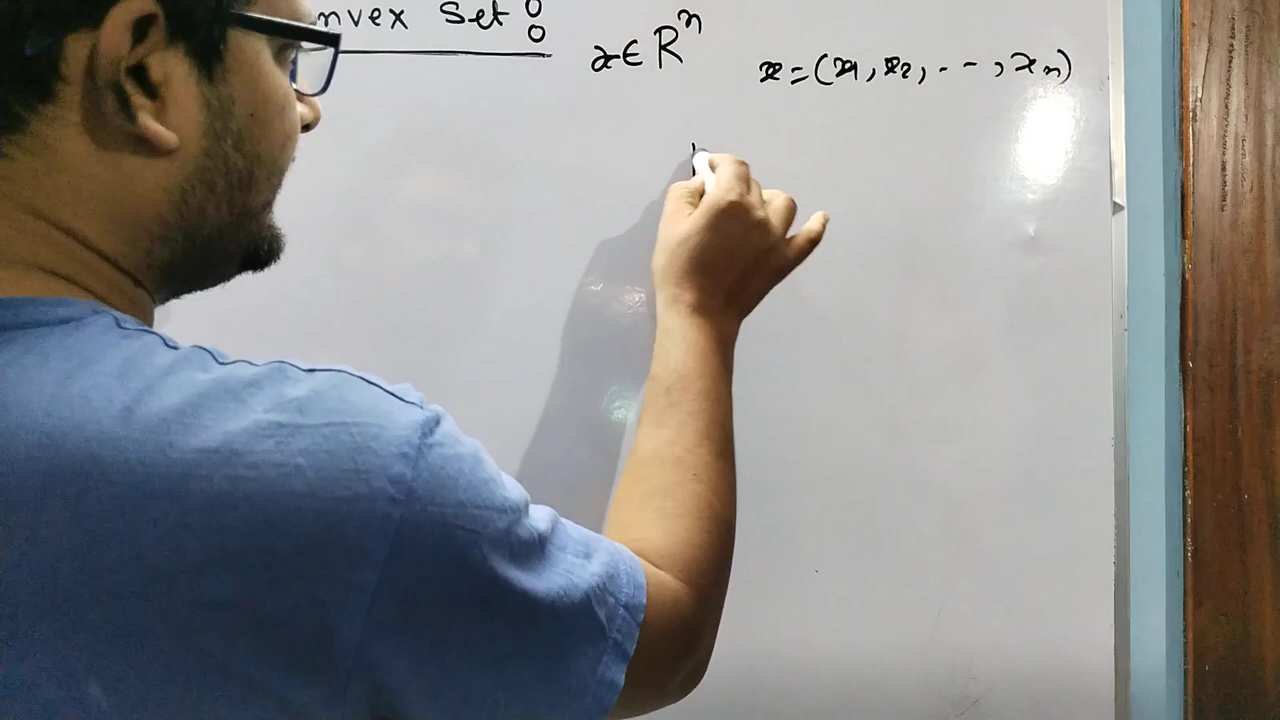 nvex Set :
x ∈ R^n x = (x1, x2, . - - , xn)